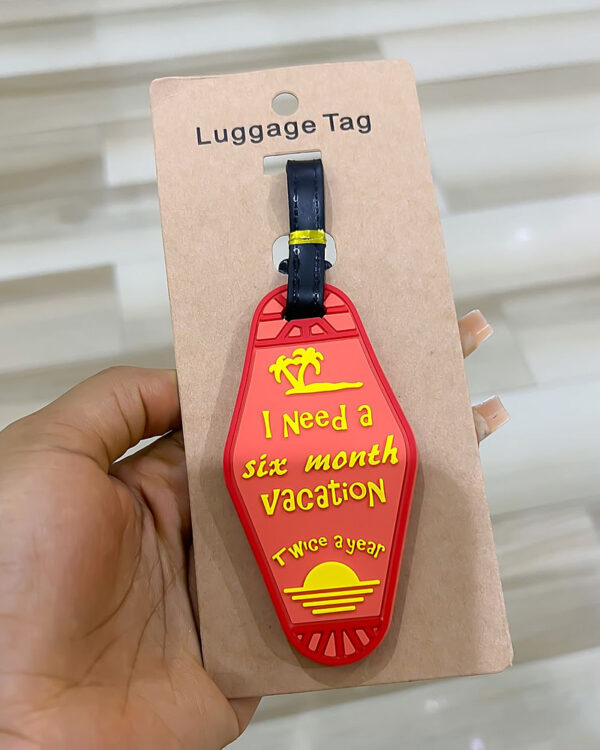 Luggage Tag
I Need a
six month
VacatioN
Twice a year